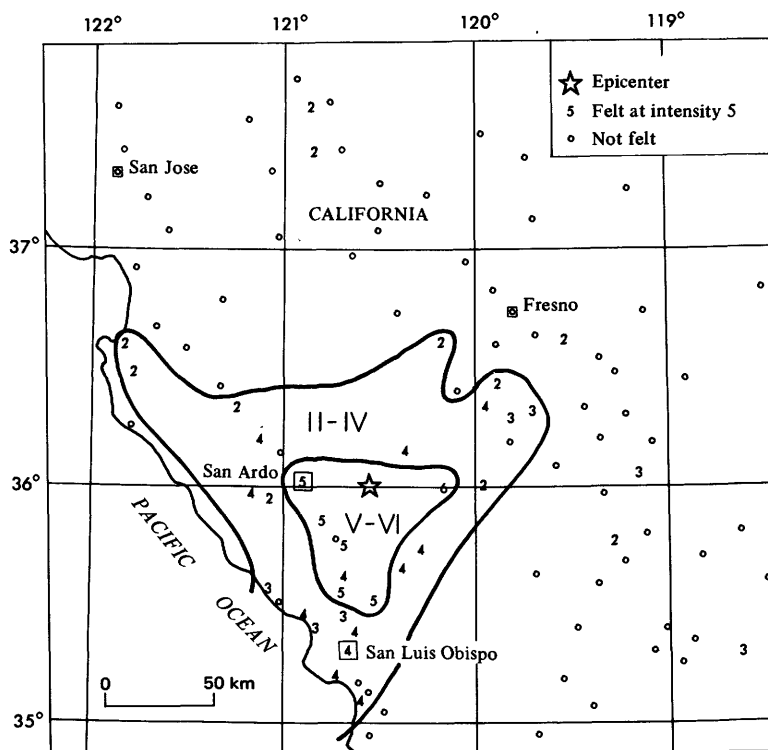 122° 121° 120° 119°
Epicenter
5 Felt at intensity 5
Not felt
2
2
2
San Jose
CALIFORNIA
37°
Fresno
2 2 2
2 2
2 4 3 3
II-IV
4 4
San Ardo 5 3
36°
4 2 6 2
V-VI
5
5 4 2
4 4
3 5 5
4 3 3
4
4 San Luis Obispo 3
4
4
PACIFIC
OCEAN
0 50 km
35°